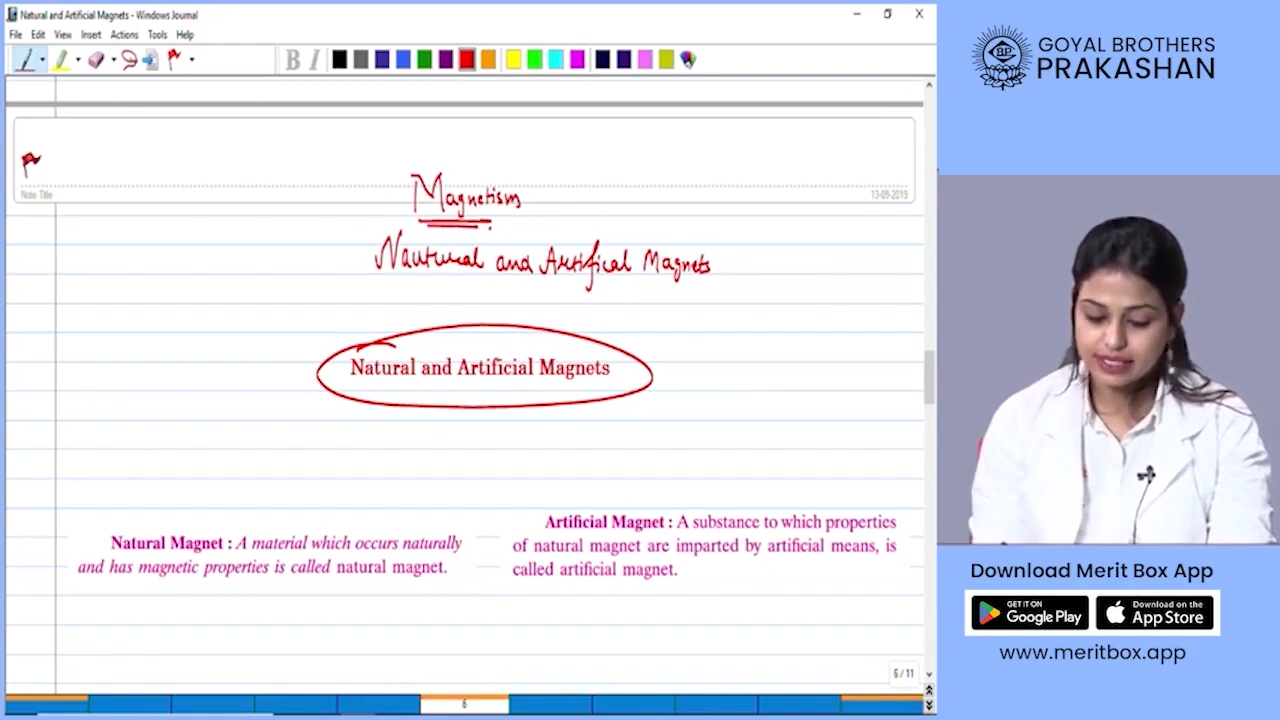 Natural and Artificial Magnets - Windows Journal
File Edit View Insert Actions Tools Help
B I
Note Title
13-09-2019
Magnetism
Nautural and Artifical Magnets
Natural and Artificial Magnets
Natural Magnet : A material which occurs naturally
and has magnetic properties is called natural magnet.
Artificial Magnet : A substance to which properties
of natural magnet are imparted by artificial means, is
called artificial magnet.
6 / 11
6
BP
GOYAL BROTHERS
PRAKASHAN
Download Merit Box App
GET IT ON
Google Play
Download on the
App Store
www.meritbox.app